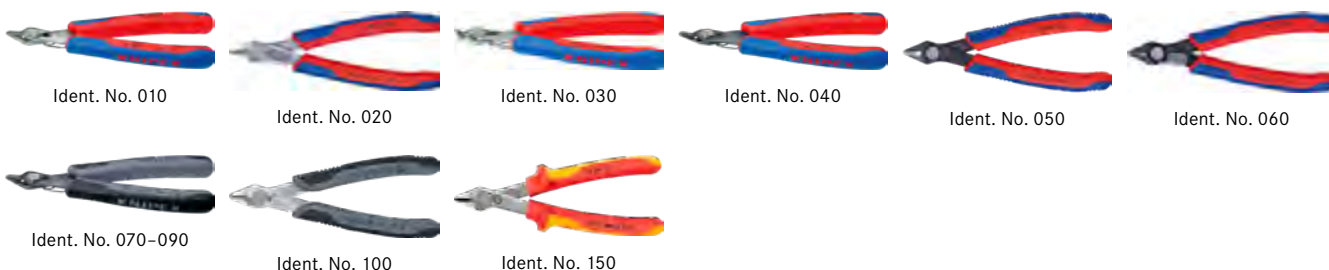 Ident. No. 010
Ident. No. 020
Ident. No. 030
Ident. No. 040
Ident. No. 050
Ident. No. 060
Ident. No. 070–090
Ident. No. 100
Ident. No. 150